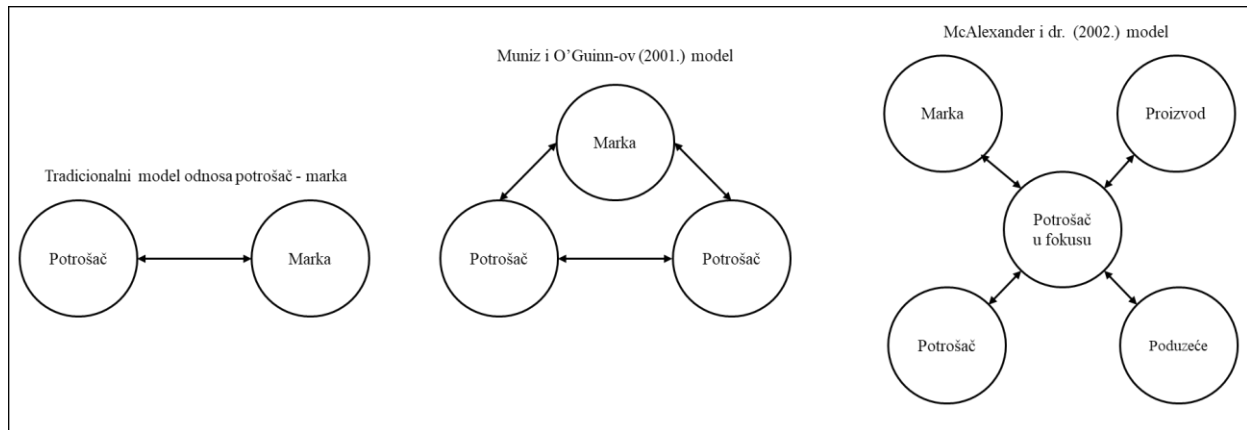 Tradicionalni model odnosa potrošač - marka
Potrošač
Marka
Muniz i O’Guinn-ov (2001.) model
Marka
Potrošač
Potrošač
McAlexander i dr. (2002.) model
Marka
Proizvod
Potrošač
u fokusu
Potrošač
Poduzeće